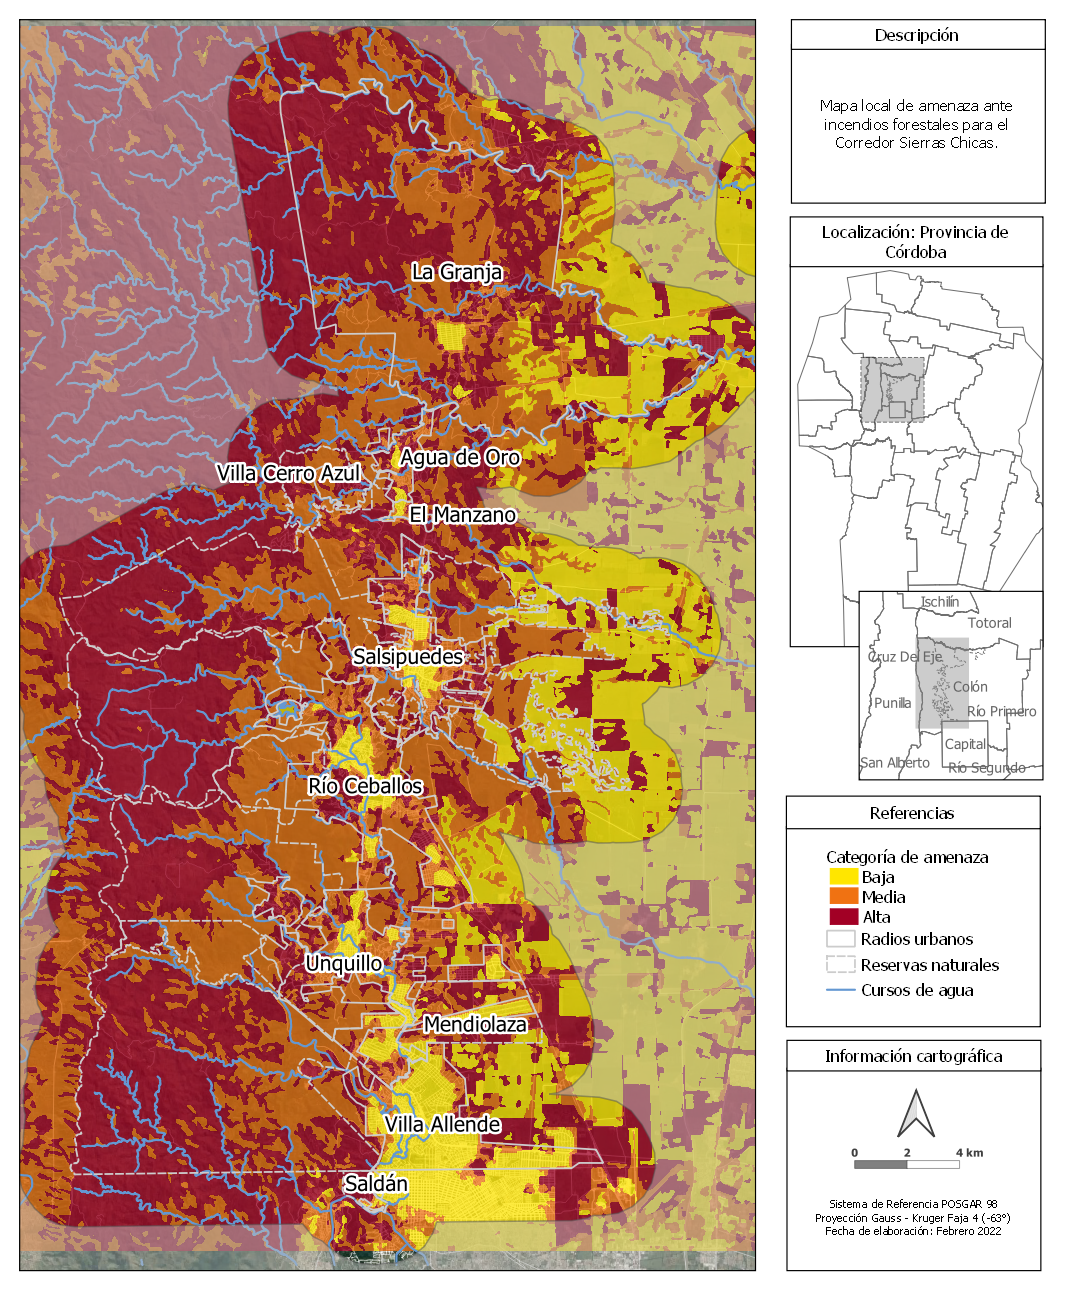 La Granja
Villa Cerro Azul
Agua de Oro
El Manzano
Salsipuedes
Río Ceballos
Unquillo
Mendiolaza
Villa Allende
Saldán
Descripción
Mapa local de amenaza ante
incendios forestales para el
Corredor Sierras Chicas.
Localización: Provincia de
Córdoba
Ischilín
Totoral
Cruz Del Eje
Colón
Punilla
Río Primero
Capital
San Alberto
Río Segundo
Referencias
Categoría de amenaza
Baja
Media
Alta
Radios urbanos
Reservas naturales
Cursos de agua
Información cartográfica
0 2 4 km
Sistema de Referencia POSGAR 98
Proyección Gauss - Kruger Faja 4 (-63°)
Fecha de elaboración: Febrero 2022